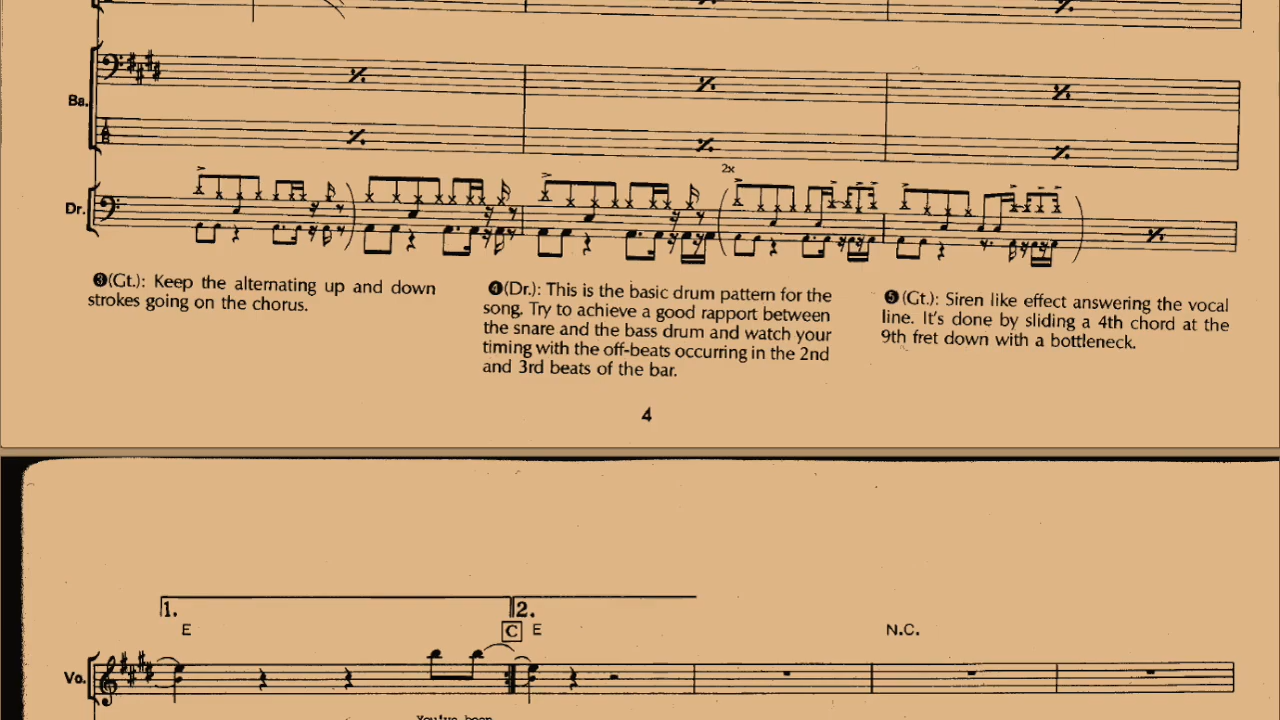 Ba.
2x
Dr.
❸(Gt.): Keep the alternating up and down
strokes going on the chorus.
❹(Dr.): This is the basic drum pattern for the
song. Try to achieve a good rapport between
the snare and the bass drum and watch your
timing with the off-beats occurring in the 2nd
and 3rd beats of the bar.
❺(Gt.): Siren like effect answering the vocal
line. It's done by sliding a 4th chord at the
9th fret down with a bottleneck.
4
1. 2.
E C E N.C.
Vo.
You've been